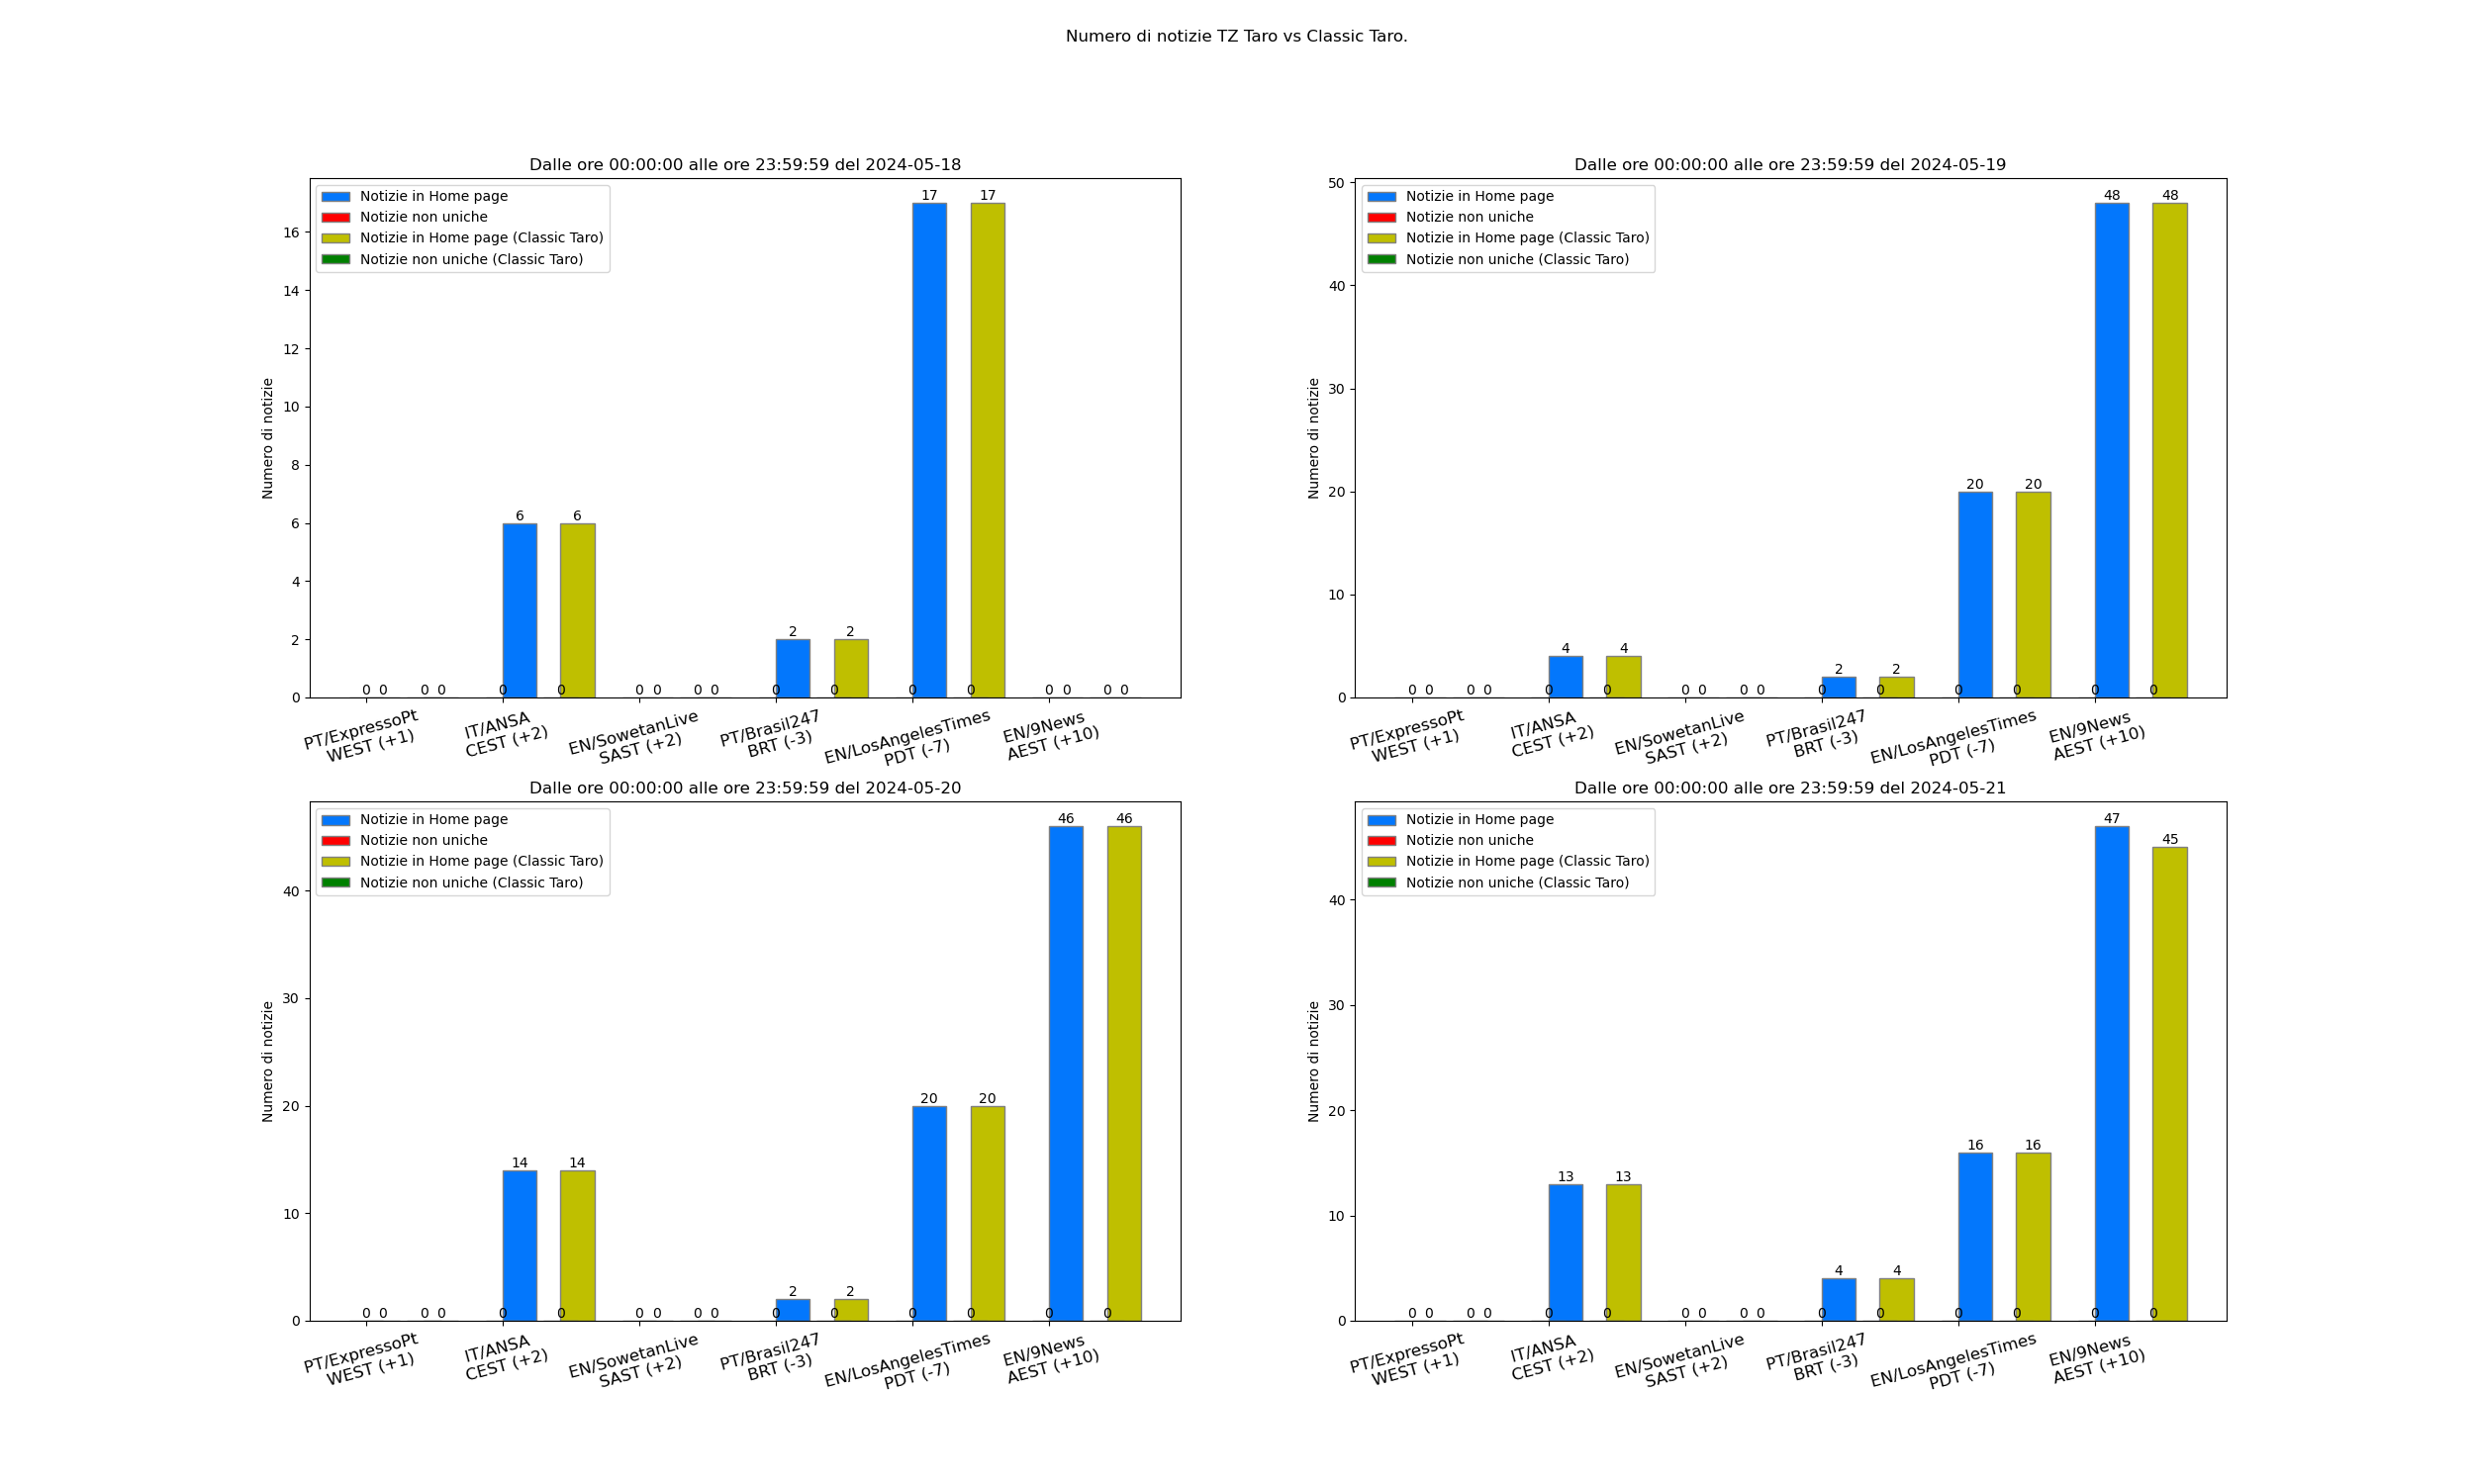 Numero di notizie TZ Taro vs Classic Taro.
Dalle ore 00:00:00 alle ore 23:59:59 del 2024-05-18
Notizie in Home page
Notizie non uniche
Notizie in Home page (Classic Taro)
Notizie non uniche (Classic Taro)
Numero di notizie
16
14
12
10
8
6
4
2
0
0 0 0 0 0 6 0 6 0 0 0 0 0 2 0 2 0 17 0 17 0 0 0 0
PT/ExpressoPt
WEST (+1)
IT/ANSA
CEST (+2)
EN/SowetanLive
SAST (+2)
PT/Brasil247
BRT (-3)
EN/LosAngelesTimes
PDT (-7)
EN/9News
AEST (+10)
Dalle ore 00:00:00 alle ore 23:59:59 del 2024-05-19
Notizie in Home page
Notizie non uniche
Notizie in Home page (Classic Taro)
Notizie non uniche (Classic Taro)
Numero di notizie
50
40
30
20
10
0
0 0 0 0 0 4 0 4 0 0 0 0 0 2 0 2 0 20 0 20 0 48 0 48
PT/ExpressoPt
WEST (+1)
IT/ANSA
CEST (+2)
EN/SowetanLive
SAST (+2)
PT/Brasil247
BRT (-3)
EN/LosAngelesTimes
PDT (-7)
EN/9News
AEST (+10)
Dalle ore 00:00:00 alle ore 23:59:59 del 2024-05-20
Notizie in Home page
Notizie non uniche
Notizie in Home page (Classic Taro)
Notizie non uniche (Classic Taro)
Numero di notizie
40
30
20
10
0
0 0 0 0 0 14 0 14 0 0 0 0 0 2 0 2 0 20 0 20 0 46 0 46
PT/ExpressoPt
WEST (+1)
IT/ANSA
CEST (+2)
EN/SowetanLive
SAST (+2)
PT/Brasil247
BRT (-3)
EN/LosAngelesTimes
PDT (-7)
EN/9News
AEST (+10)
Dalle ore 00:00:00 alle ore 23:59:59 del 2024-05-21
Notizie in Home page
Notizie non uniche
Notizie in Home page (Classic Taro)
Notizie non uniche (Classic Taro)
Numero di notizie
40
30
20
10
0
0 0 0 0 0 13 0 13 0 0 0 0 0 4 0 4 0 16 0 16 0 47 0 45
PT/ExpressoPt
WEST (+1)
IT/ANSA
CEST (+2)
EN/SowetanLive
SAST (+2)
PT/Brasil247
BRT (-3)
EN/LosAngelesTimes
PDT (-7)
EN/9News
AEST (+10)